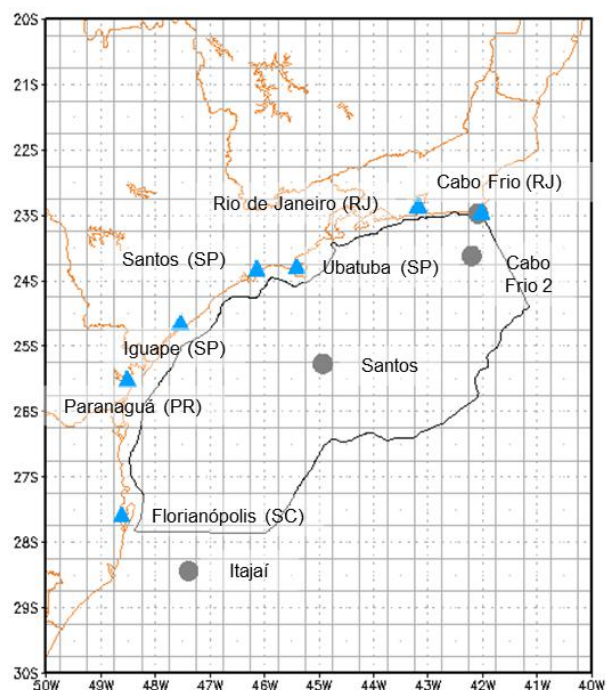 20S
21S
22S
Cabo Frio (RJ)
Rio de Janeiro (RJ)
23S
Santos (SP)
Ubatuba (SP)
Cabo
Frio 2
24S
25S
Iguape (SP)
Santos
26S
Paranaguá (PR)
27S
Florianópolis (SC)
28S
Itajaí
29S
30S
50W 49W 48W 47W 46W 45W 44W 43W 42W 41W 40W